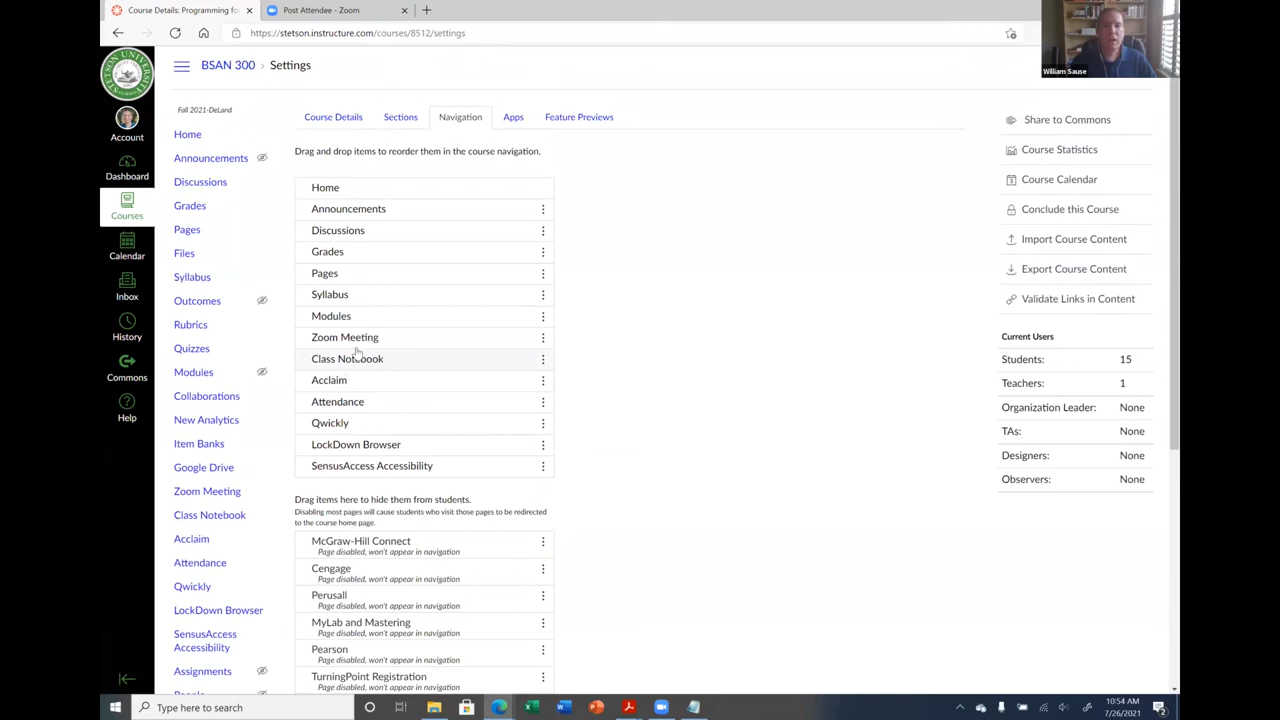 Course Details: Programming fo
Post Attendee - Zoom
https://stetson.instructure.com/courses/8512/settings
William Sause
STETSON UNIVERSITY
Account
Dashboard
Courses
Calendar
Inbox
History
Commons
Help
BSAN 300 > Settings
Fall 2021-DeLand
Home
Announcements
Discussions
Grades
Pages
Files
Syllabus
Outcomes
Rubrics
Quizzes
Modules
Collaborations
New Analytics
Item Banks
Google Drive
Zoom Meeting
Class Notebook
Acclaim
Attendance
Qwickly
LockDown Browser
SensusAccess
Accessibility
Assignments
Course Details Sections Navigation Apps Feature Previews
Drag and drop items to reorder them in the course navigation.
Home
Announcements
Discussions
Grades
Pages
Syllabus
Modules
Zoom Meeting
Class Notebook
Acclaim
Attendance
Qwickly
LockDown Browser
SensusAccess Accessibility
Drag items here to hide them from students.
Disabling most pages will cause students who visit those pages to be redirected
to the course home page.
McGraw-Hill Connect
Page disabled, won't appear in navigation
Cengage
Page disabled, won't appear in navigation
Perusall
Page disabled, won't appear in navigation
MyLab and Mastering
Page disabled, won't appear in navigation
Pearson
Page disabled, won't appear in navigation
TurningPoint Registration
Page disabled, won't appear in navigation
Share to Commons
Course Statistics
Course Calendar
Conclude this Course
Import Course Content
Export Course Content
Validate Links in Content
Current Users
Students: 15
Teachers: 1
Organization Leader: None
TAs: None
Designers: None
Observers: None
Type here to search
10:54 AM
7/26/2021
2